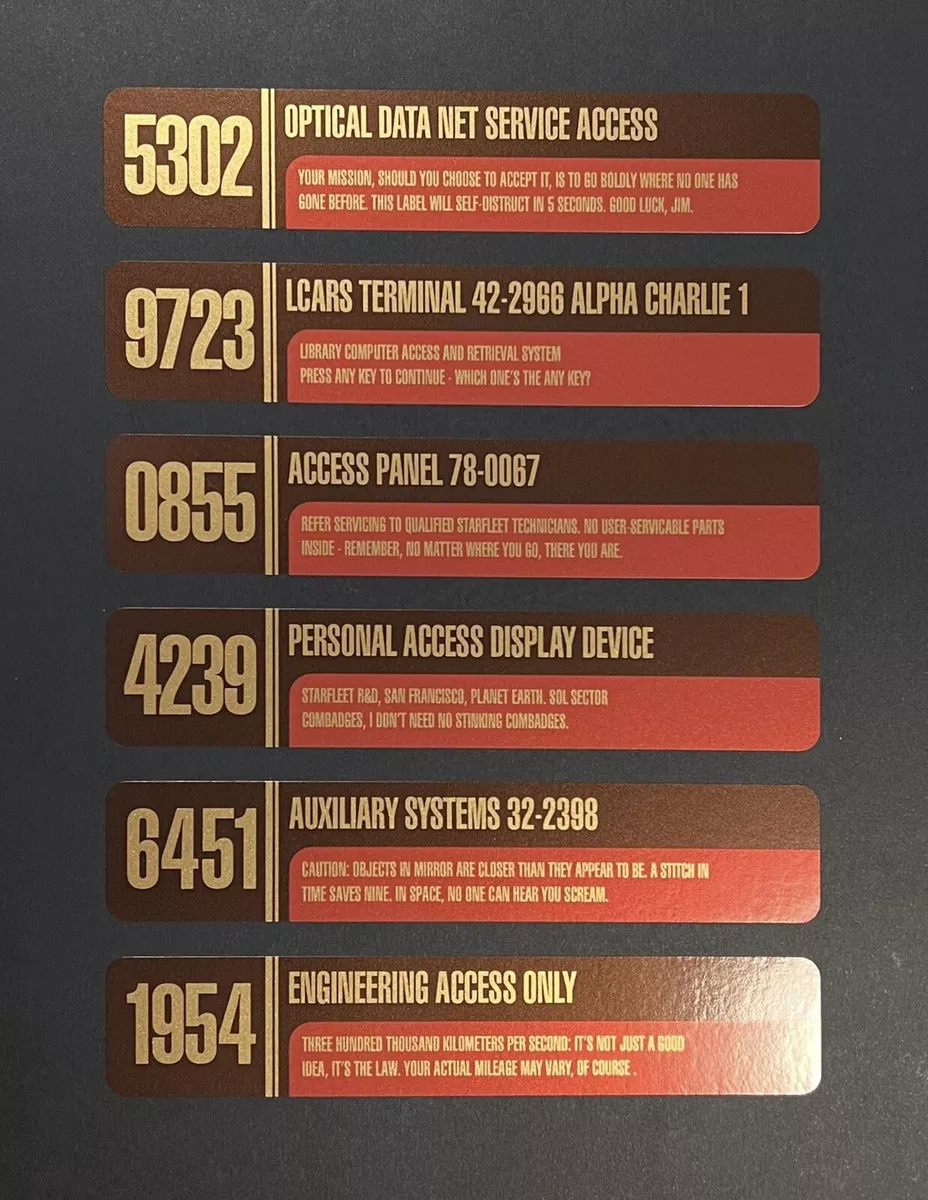 5302
OPTICAL DATA NET SERVICE ACCESS
YOUR MISSION, SHOULD YOU CHOOSE TO ACCEPT IT, IS TO GO BOLDLY WHERE NO ONE HAS
GONE BEFORE. THIS LABEL WILL SELF-DISTRUCT IN 5 SECONDS. GOOD LUCK, JIM.
9723
LCARS TERMINAL 42-2966 ALPHA CHARLIE 1
LIBRARY COMPUTER ACCESS AND RETRIEVAL SYSTEM
PRESS ANY KEY TO CONTINUE - WHICH ONE'S THE ANY KEY?
0855
ACCESS PANEL 78-0067
REFER SERVICING TO QUALIFIED STARFLEET TECHNICIANS. NO USER-SERVICABLE PARTS
INSIDE - REMEMBER, NO MATTER WHERE YOU GO, THERE YOU ARE.
4239
PERSONAL ACCESS DISPLAY DEVICE
STARFLEET R&D, SAN FRANCISCO, PLANET EARTH. SOL SECTOR
COMBADGES, I DON'T NEED NO STINKING COMBADGES.
6451
AUXILIARY SYSTEMS 32-2398
CAUTION: OBJECTS IN MIRROR ARE CLOSER THAN THEY APPEAR TO BE. A STITCH IN
TIME SAVES NINE. IN SPACE, NO ONE CAN HEAR YOU SCREAM.
1954
ENGINEERING ACCESS ONLY
THREE HUNDRED THOUSAND KILOMETERS PER SECOND: IT'S NOT JUST A GOOD
IDEA, IT'S THE LAW. YOUR ACTUAL MILEAGE MAY VARY, OF COURSE .